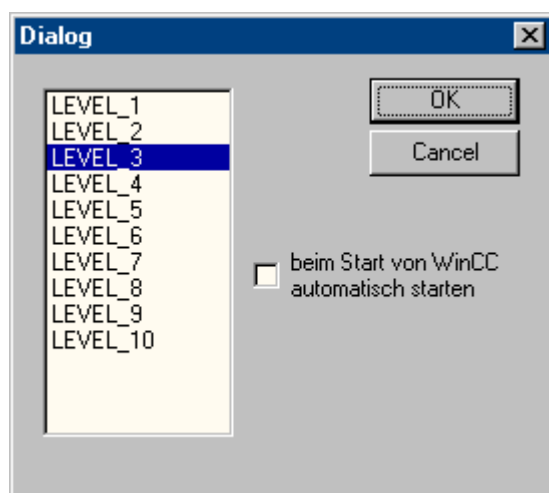 Dialog
LEVEL_1
LEVEL_2
LEVEL_3
LEVEL_4
LEVEL_5
LEVEL_6
LEVEL_7
LEVEL_8
LEVEL_9
LEVEL_10
OK
Cancel
beim Start von WinCC
automatisch starten